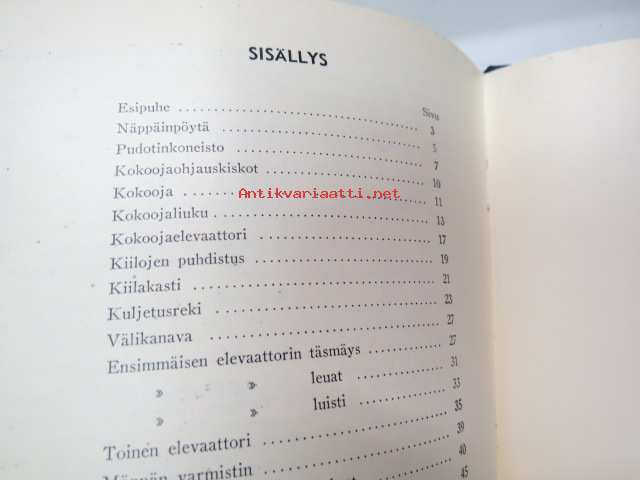 SISÄLLYS
Sivu
Esipuhe 3
Näppäinpöytä 5
Pudotinkoneisto 7
Kokoojaohjauskiskot 10
Kokooja 11
Antikvariaatti.net
Kokoojaliuku 13
Kokoojaelevaattori 17
Kiilojen puhdistus 19
Kiilakasti 21
Kuljetusreki 23
Välikanava 27
Ensimmäisen elevaattorin täsmäys 27
» » leuat 31
» » luisti 33
Toinen elevaattori 35
varmistin 39
40
45